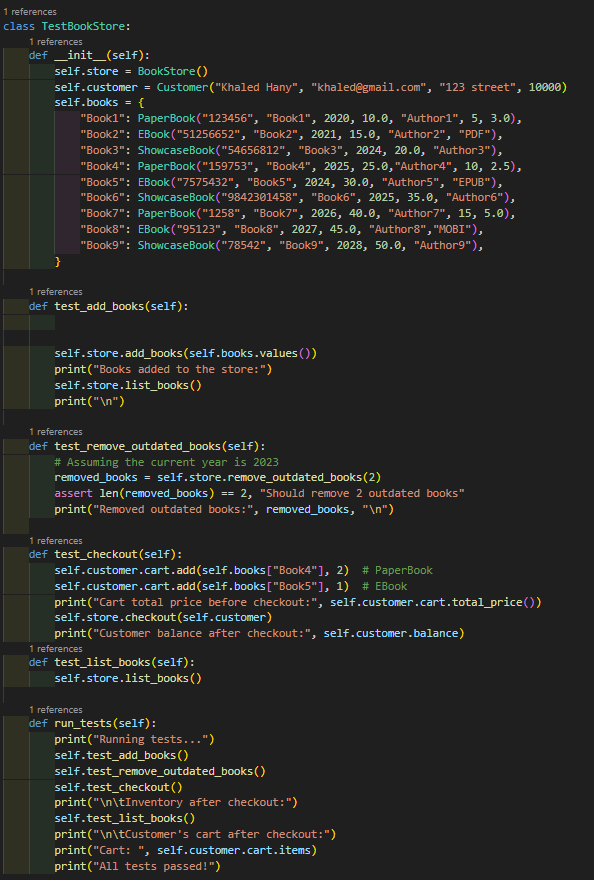 1 references
class TestBookStore:
1 references
def __init__(self):
self.store = BookStore()
self.customer = Customer("Khaled Hany", "khaled@gmail.com", "123 street", 10000)
self.books = {
"Book1": PaperBook("123456", "Book1", 2020, 10.0, "Author1", 5, 3.0),
"Book2": EBook("51256652", "Book2", 2021, 15.0, "Author2", "PDF"),
"Book3": ShowcaseBook("54656812", "Book3", 2024, 20.0, "Author3"),
"Book4": PaperBook("159753", "Book4", 2025, 25.0,"Author4", 10, 2.5),
"Book5": EBook("7575432", "Book5", 2024, 30.0, "Author5", "EPUB"),
"Book6": ShowcaseBook("9842301458", "Book6", 2025, 35.0, "Author6"),
"Book7": PaperBook("1258", "Book7", 2026, 40.0, "Author7", 15, 5.0),
"Book8": EBook("95123", "Book8", 2027, 45.0, "Author8","MOBI"),
"Book9": ShowcaseBook("78542", "Book9", 2028, 50.0, "Author9"),
}
1 references
def test_add_books(self):
self.store.add_books(self.books.values())
print("Books added to the store:")
self.store.list_books()
print("\n")
1 references
def test_remove_outdated_books(self):
# Assuming the current year is 2023
removed_books = self.store.remove_outdated_books(2)
assert len(removed_books) == 2, "Should remove 2 outdated books"
print("Removed outdated books:", removed_books, "\n")
1 references
def test_checkout(self):
self.customer.cart.add(self.books["Book4"], 2)  # PaperBook
self.customer.cart.add(self.books["Book5"], 1)  # EBook
print("Cart total price before checkout:", self.customer.cart.total_price())
self.store.checkout(self.customer)
print("Customer balance after checkout:", self.customer.balance)
1 references
def test_list_books(self):
self.store.list_books()
1 references
def run_tests(self):
print("Running tests...")
self.test_add_books()
self.test_remove_outdated_books()
self.test_checkout()
print("\n\tInventory after checkout:")
self.test_list_books()
print("\n\tCustomer's cart after checkout:")
print("Cart: ", self.customer.cart.items)
print("All tests passed!")